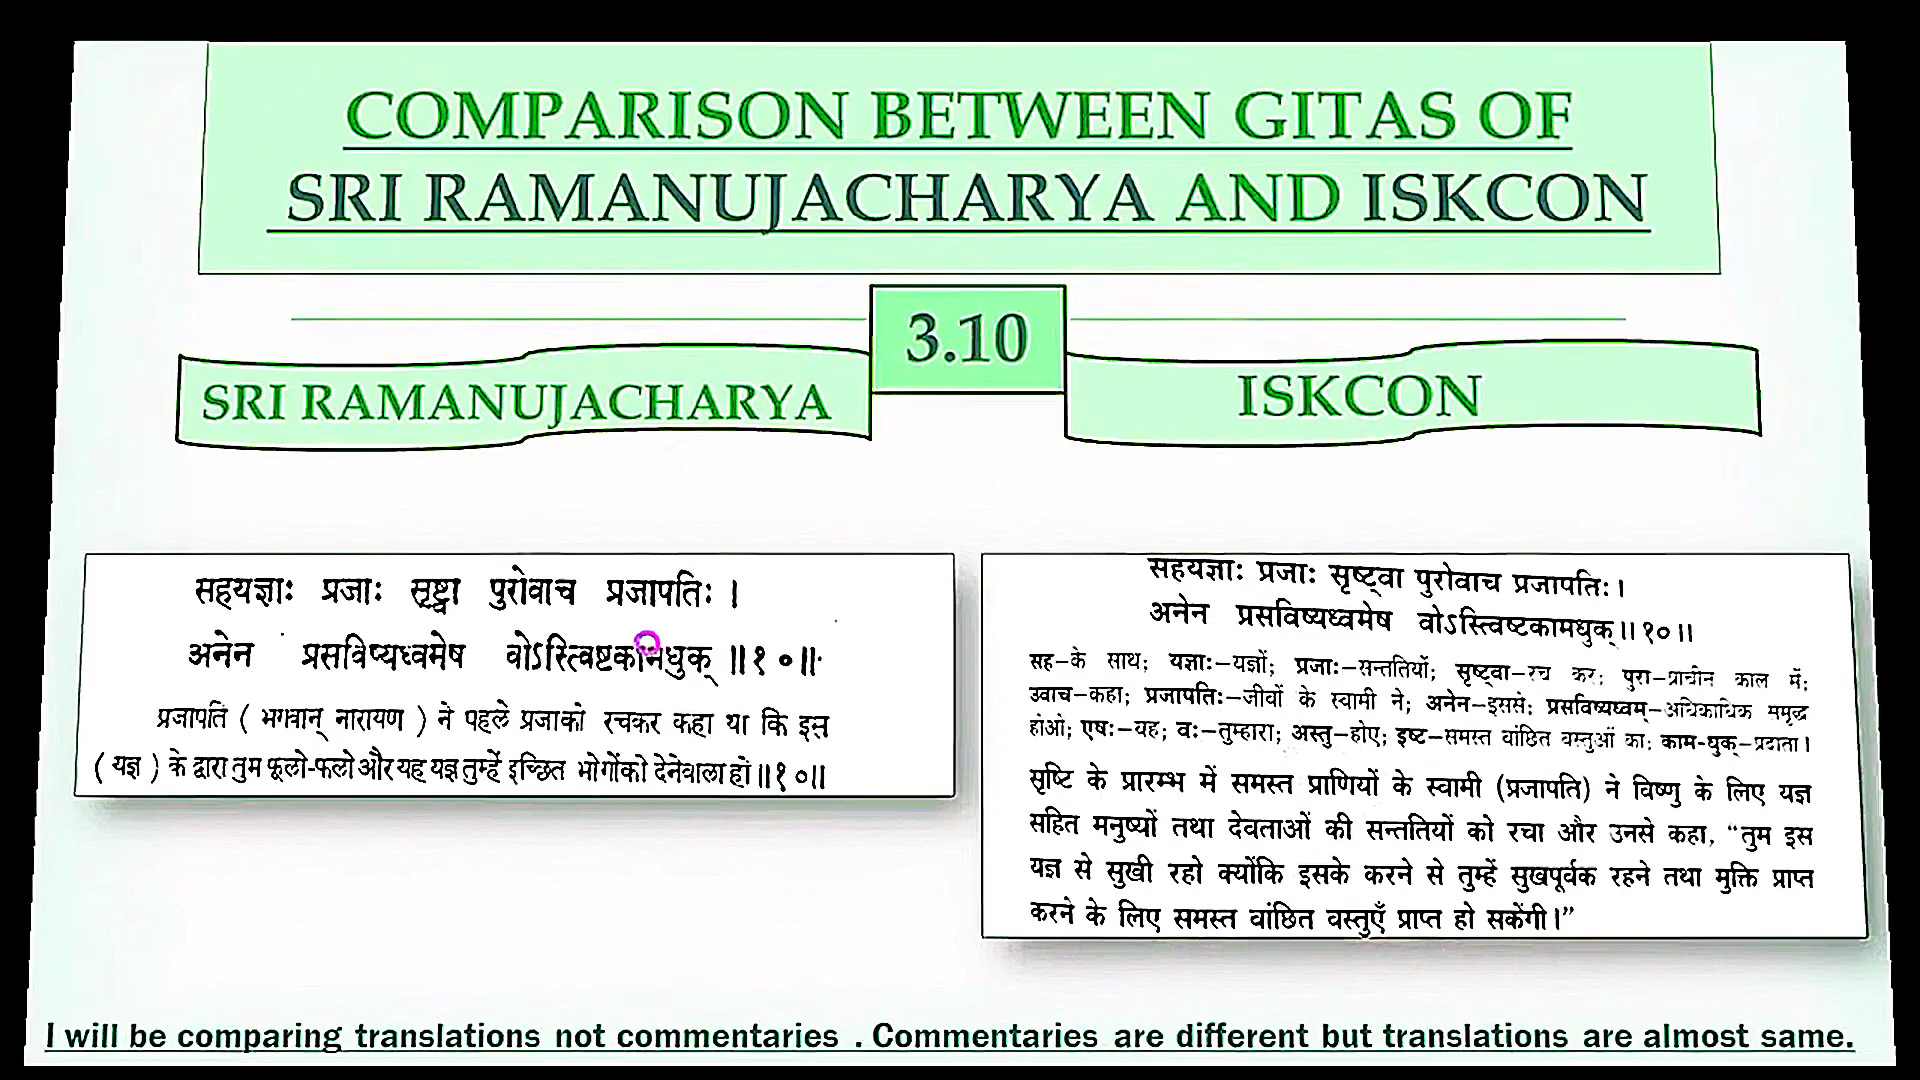 COMPARISON BETWEEN GITAS OF
SRI RAMANUJACHARYA AND ISKCON
3.10
SRI RAMANUJACHARYA
ISKCON
सहयज्ञाः प्रजाः सृष्ट्वा पुरोवाच प्रजापतिः ।
अनेन प्रसविष्यध्वमेष वोऽस्त्विष्टकामधुक् ॥१०॥
प्रजापति ( भगवान् नारायण ) ने पहले प्रजाको रचकर कहा था कि इस
( यज्ञ ) के द्वारा तुम फूलो-फलो और यह यज्ञ तुम्हें इच्छित भोगोंको देनेवाला हो॥१०॥
सहयज्ञाः प्रजाः सृष्ट्वा पुरोवाच प्रजापतिः।
अनेन प्रसविष्यध्वमेष वोऽस्त्विष्टकामधुक्॥१०॥
सह–के साथ; यज्ञाः–यज्ञों; प्रजाः–सन्ततियों; सृष्ट्वा–रच कर; पुरा–प्राचीन काल में;
उवाच–कहा; प्रजापतिः–जीवों के स्वामी ने; अनेन–इससे; प्रसविष्यध्वम्–अधिकाधिक समृद्ध
होओ; एषः–यह; वः–तुम्हारा; अस्तु–होए; इष्ट–समस्त वांछित वस्तुओं का; काम-धुक्–प्रदाता।
सृष्टि के प्रारम्भ में समस्त प्राणियों के स्वामी (प्रजापति) ने विष्णु के लिए यज्ञ
सहित मनुष्यों तथा देवताओं की सन्ततियों को रचा और उनसे कहा, “तुम इस
यज्ञ से सुखी रहो क्योंकि इसके करने से तुम्हें सुखपूर्वक रहने तथा मुक्ति प्राप्त
करने के लिए समस्त वांछित वस्तुएँ प्राप्त हो सकेंगी।”
I will be comparing translations not commentaries . Commentaries are different but translations are almost same.